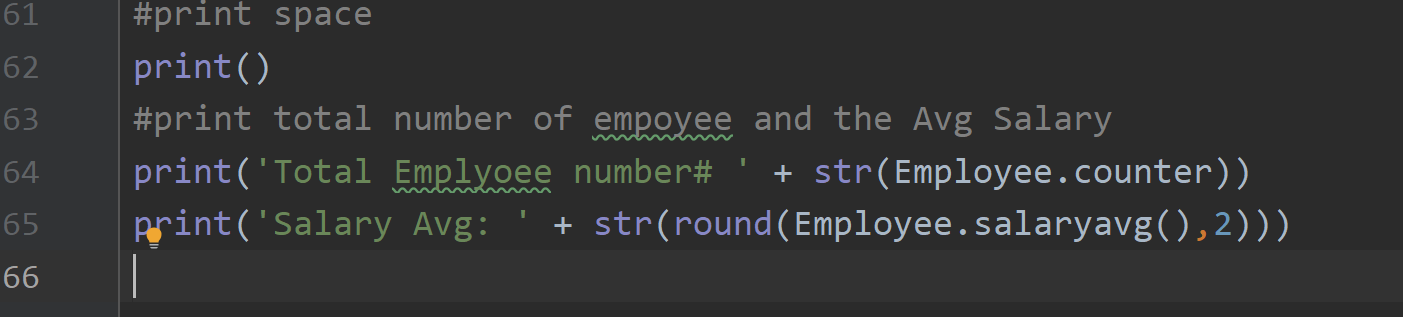 61 #print space
62 print()
63 #print total number of empoyee and the Avg Salary
64 print('Total Emplyoee number# ' + str(Employee.counter))
65 print('Salary Avg: ' + str(round(Employee.salaryavg(),2)))
66